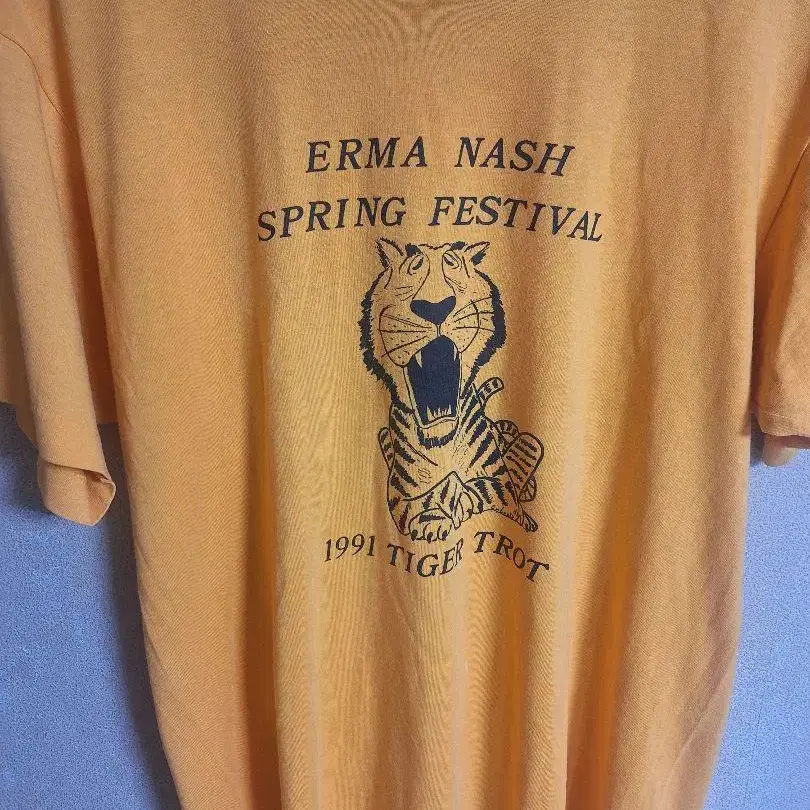 ERMA NASH
SPRING FESTIVAL
1991 TIGER TROT